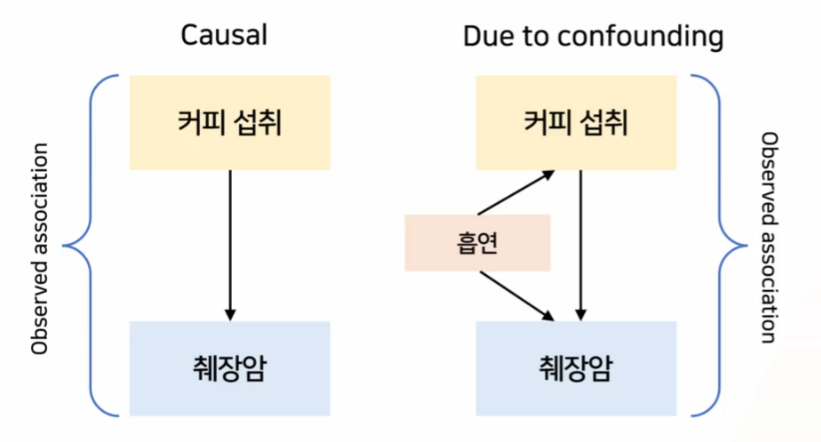 Causal
Due to confounding
Observed association
커피 섭취
커피 섭취
Observed association
흡연
췌장암
췌장암